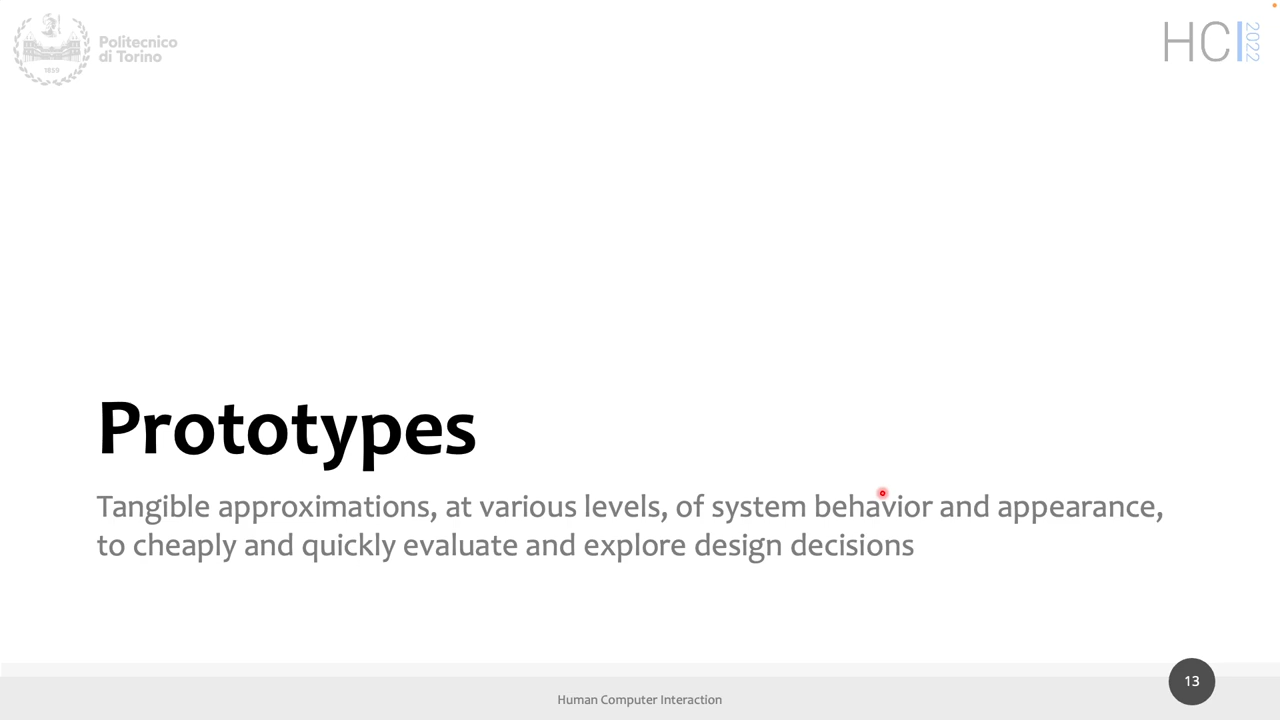 Politecnico
di Torino
1859
HCI 2022
Prototypes
Tangible approximations, at various levels, of system behavior and appearance,
to cheaply and quickly evaluate and explore design decisions
Human Computer Interaction
13